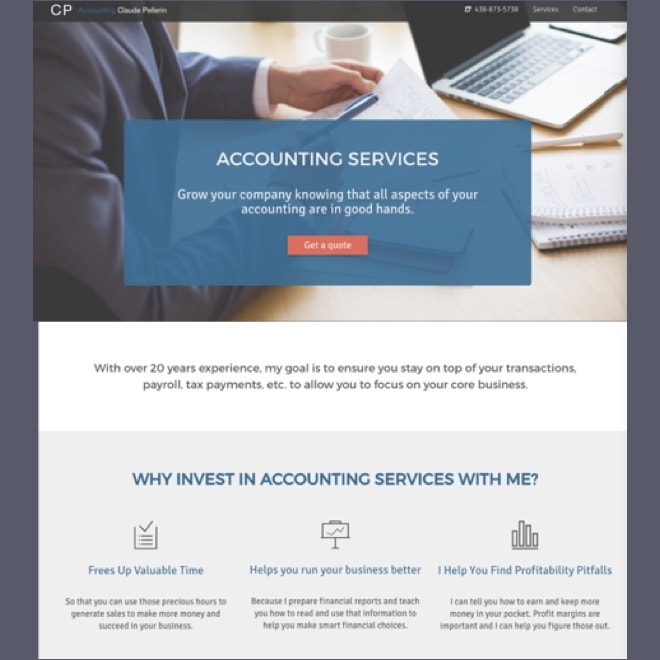 CP Accounting Claude Pellerin
438-873-5738 Services Contact
ACCOUNTING SERVICES
Grow your company knowing that all aspects of your
accounting are in good hands.
Get a quote
With over 20 years experience, my goal is to ensure you stay on top of your transactions,
payroll, tax payments, etc. to allow you to focus on your core business.
WHY INVEST IN ACCOUNTING SERVICES WITH ME?
Frees Up Valuable Time
So that you can use those precious hours to
generate sales to make more money and
succeed in your business.
Helps you run your business better
Because I prepare financial reports and teach
you how to read and use that information to
help you make smart financial choices.
I Help You Find Profitability Pitfalls
I can tell you how to earn and keep more
money in your pocket. Profit margins are
important and I can help you figure those out.